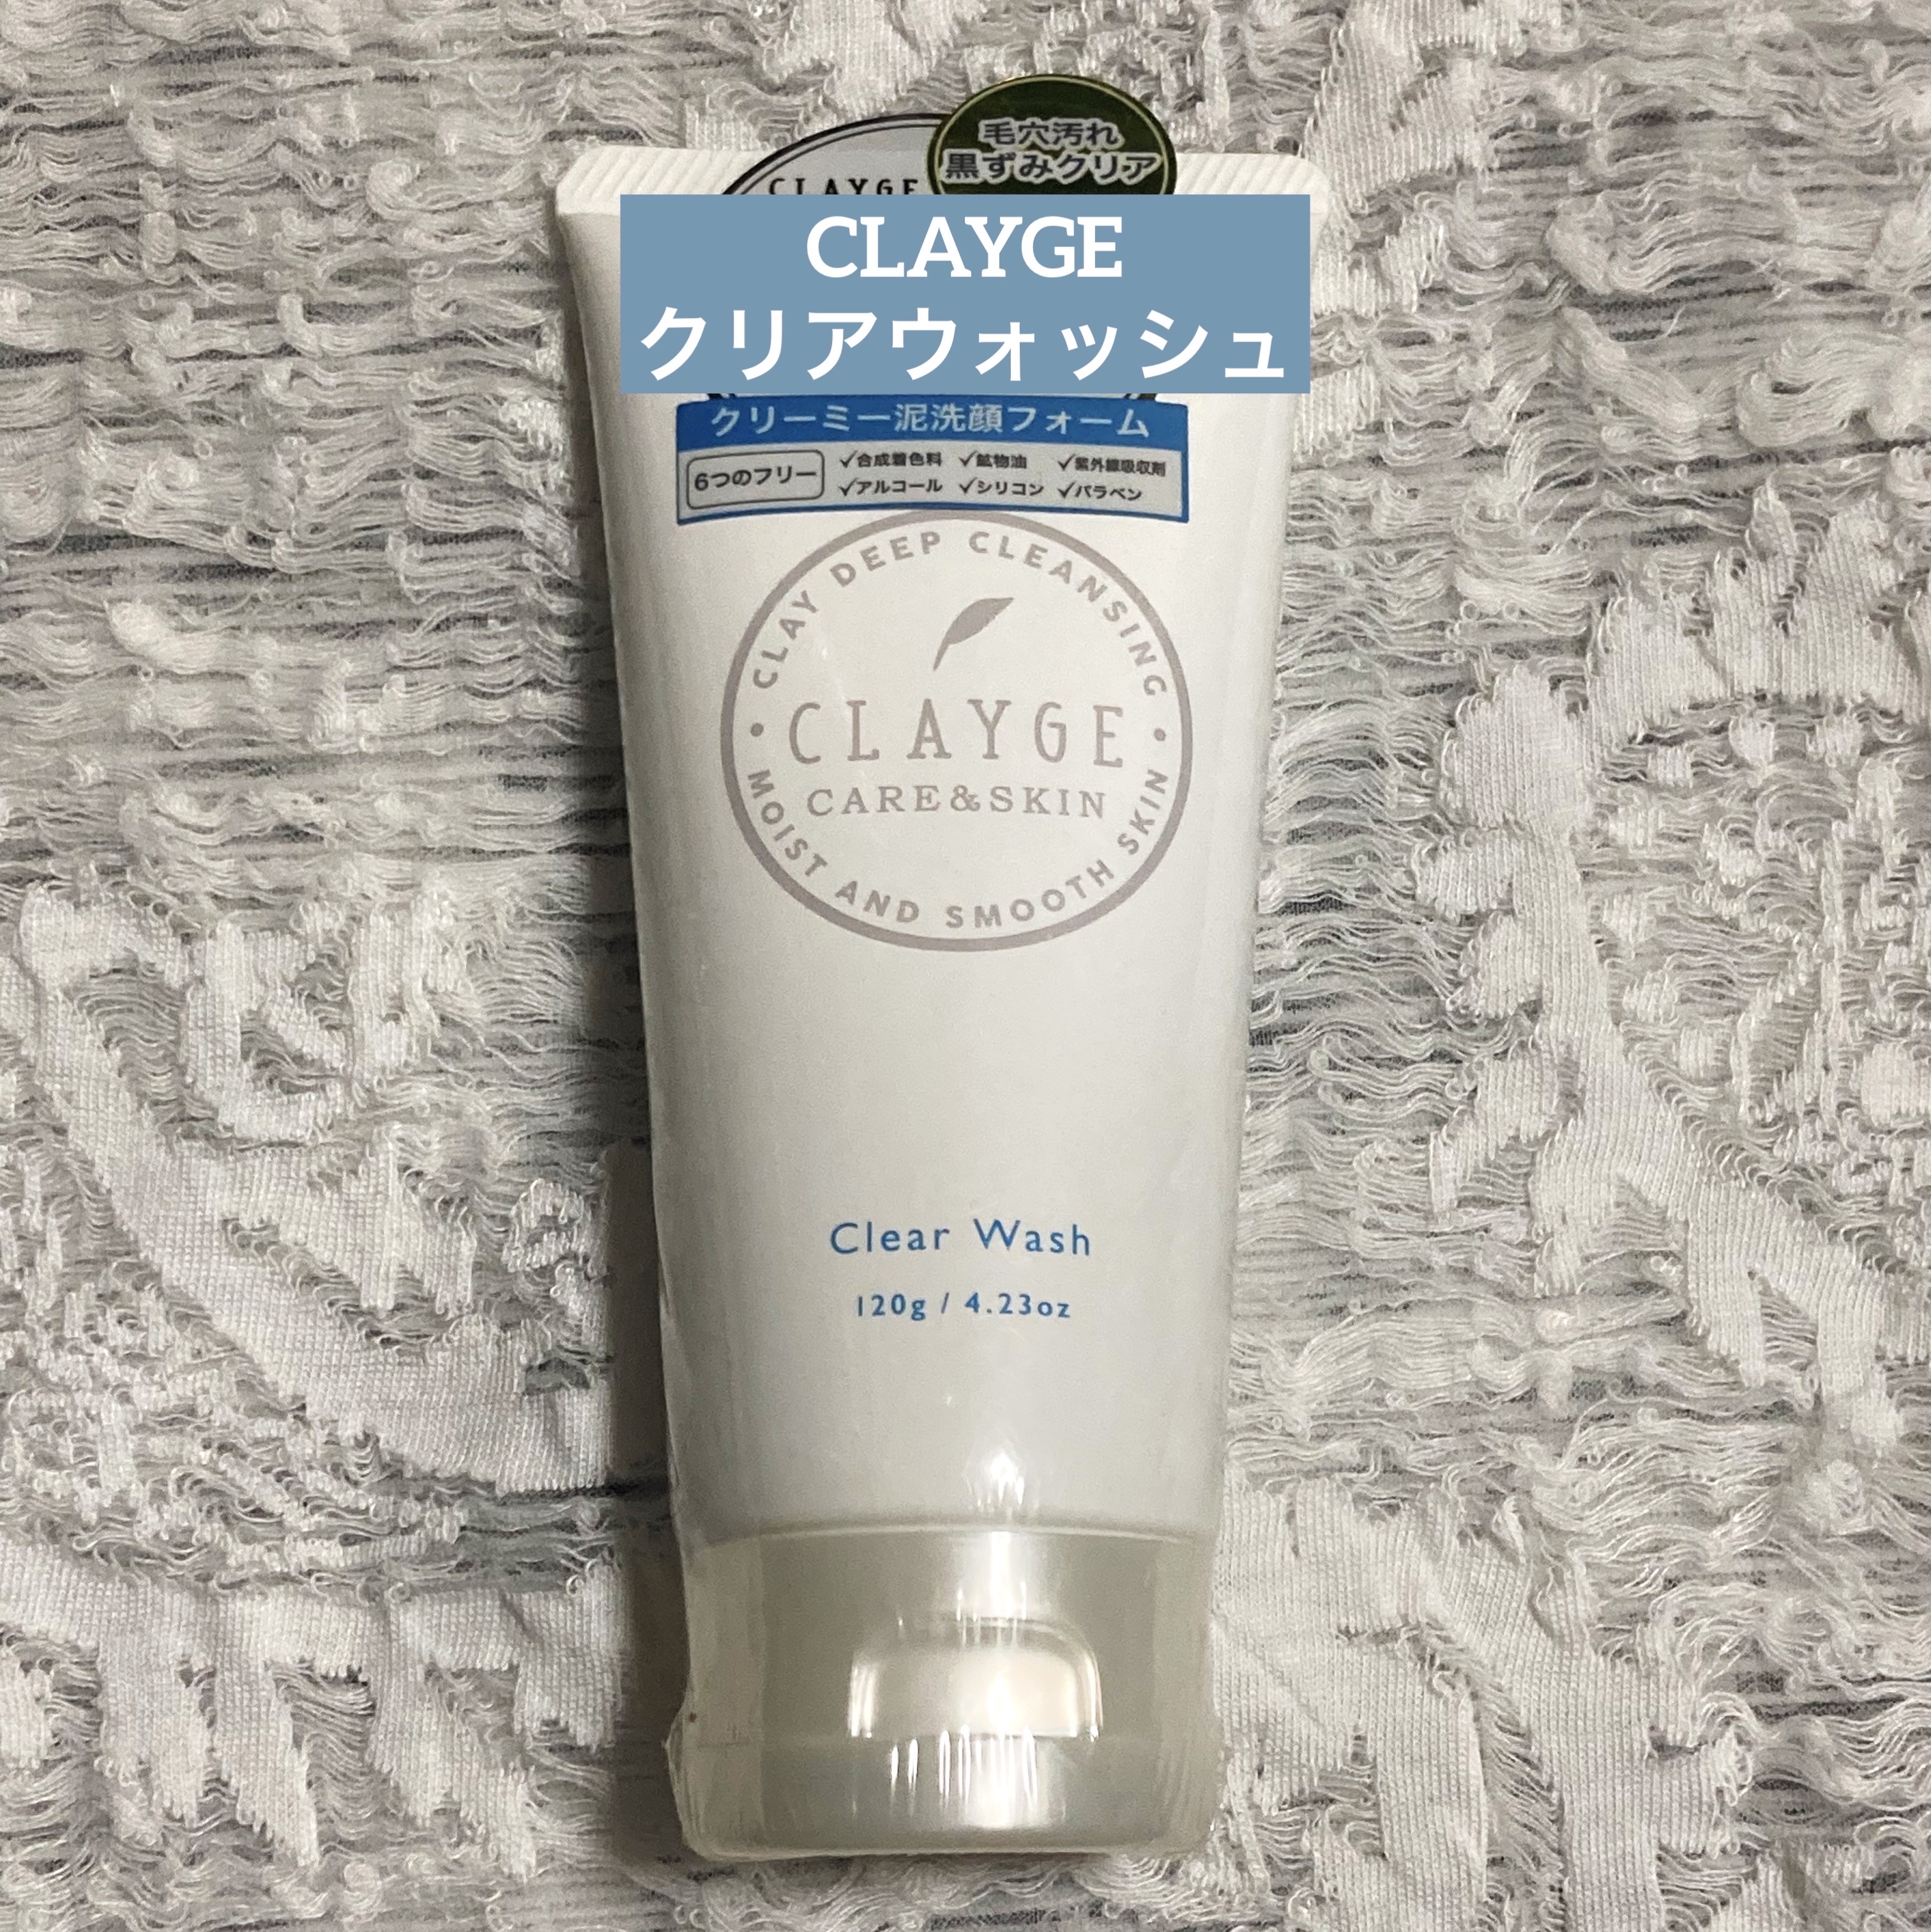 毛穴汚れ
黒ずみクリア
CLAYGE
CLAYGE
クリアウォッシュ
クリーミー泥洗顔フォーム
6つのフリー ✓合成着色料 ✓鉱物油 ✓紫外線吸収剤
✓アルコール ✓シリコン ✓パラベン
CLAY DEEP CLEANSING
CLAYGE
CARE&SKIN
MOIST AND SMOOTH SKIN
Clear Wash
120g / 4.23oz